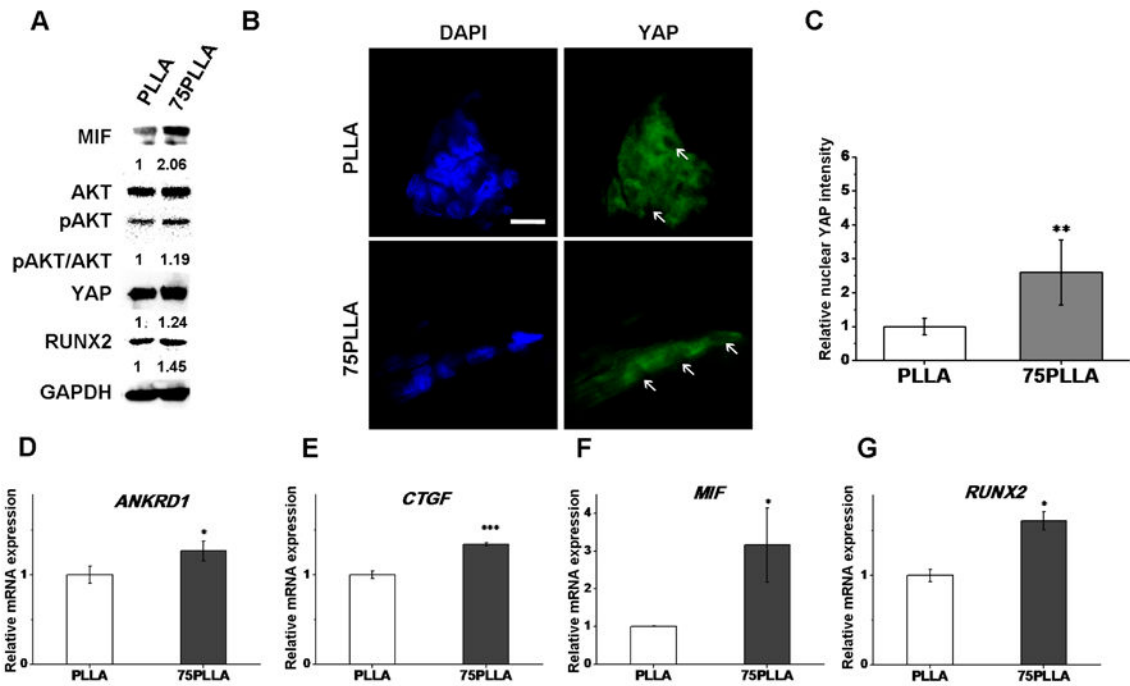 A
PLLA
75PLLA
MIF
1 2.06
AKT
pAKT
pAKT/AKT 1 1.19
YAP
1. 1.24
RUNX2
1 1.45
GAPDH
B
DAPI YAP
PLLA
75PLLA
C
Relative nuclear YAP intensity
6
5
4
3
2
1
0
**
PLLA 75PLLA
D
ANKRD1
Relative mRNA expression
1
0
*
PLLA 75PLLA
E
CTGF
Relative mRNA expression
1
0
***
PLLA 75PLLA
F
MIF
Relative mRNA expression
4
3
2
1
0
*
PLLA 75PLLA
G
RUNX2
Relative mRNA expression
1
0
*
PLLA 75PLLA